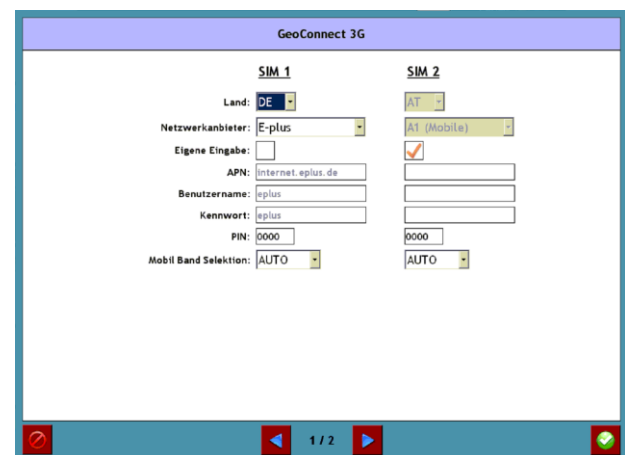 GeoConnect 3G
SIM 1 SIM 2
Land: DE AT
Netzwerkanbieter: E-plus A1 (Mobile)
Eigene Eingabe:
APN: internet.eplus.de
Benutzername: eplus
Kennwort: eplus
PIN: 0000 0000
Mobil Band Selektion: AUTO AUTO
1 / 2